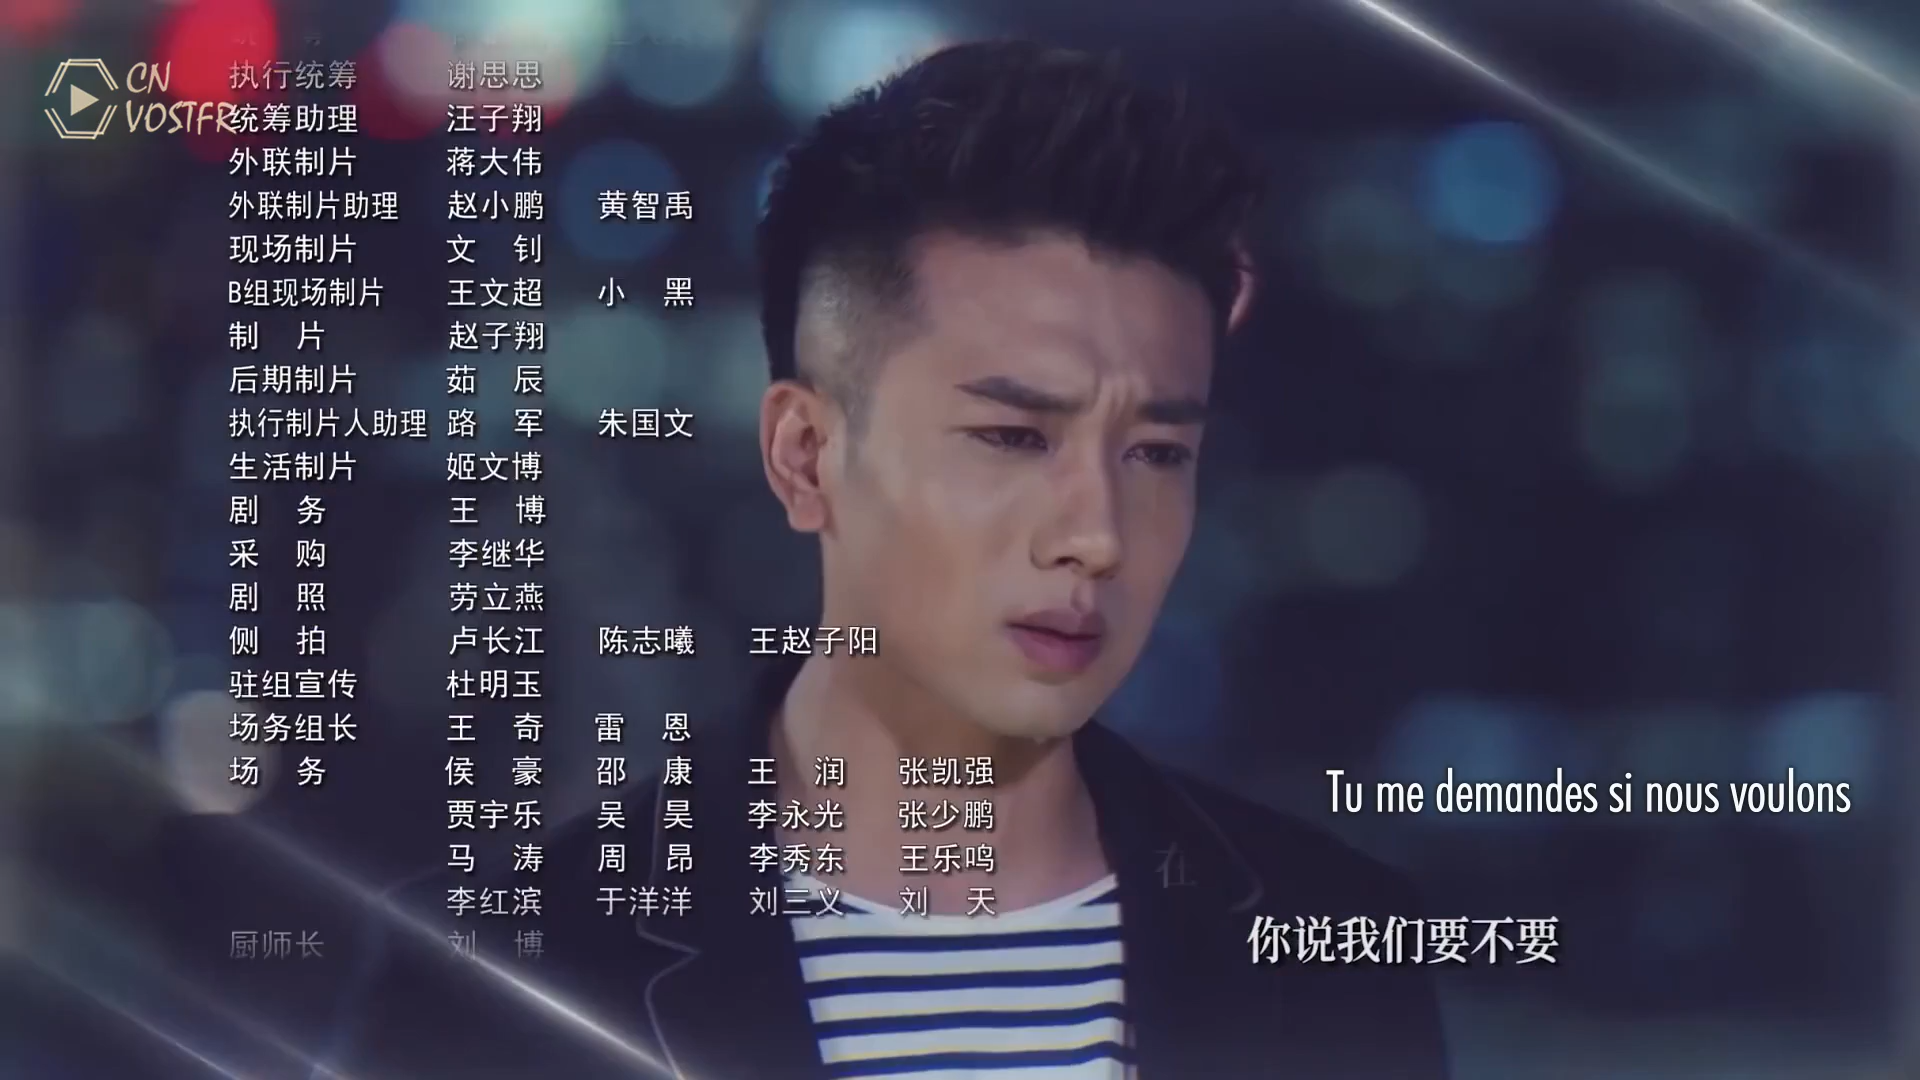 CN
VOSTFR
执行统筹 谢思思
统筹助理 汪子翔
外联制片 蒋大伟
外联制片助理 赵小鹏 黄智禹
现场制片 文 钊
B组现场制片 王文超 小 黑
制 片 赵子翔
后期制片 茹 辰
执行制片人助理 路 军 朱国文
生活制片 姬文博
剧 务 王 博
采 购 李继华
剧 照 劳立燕
侧 拍 卢长江 陈志曦 王赵子阳
驻组宣传 杜明玉
场务组长 王 奇 雷 恩
场 务 侯 豪 邵 康 王 润 张凯强
贾宇乐 吴 昊 李永光 张少鹏
马 涛 周 昂 李秀东 王乐鸣
李红滨 于洋洋 刘三义 刘 天
厨师长 刘 博
Tu me demandes si nous voulons
在
你说我们要不要